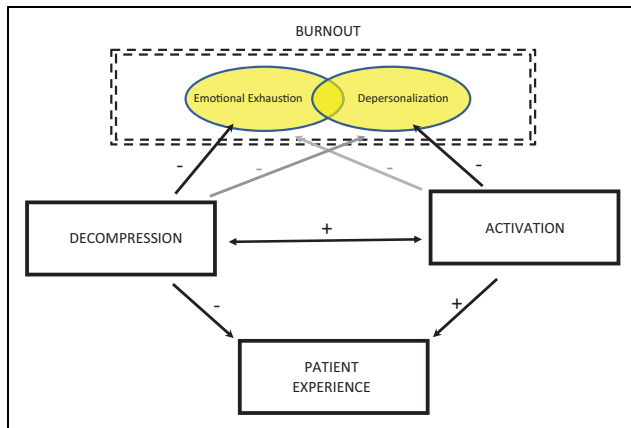 BURNOUT
Emotional Exhaustion
Depersonalization
-
-
-
-
DECOMPRESSION
+
ACTIVATION
-
+
PATIENT
EXPERIENCE